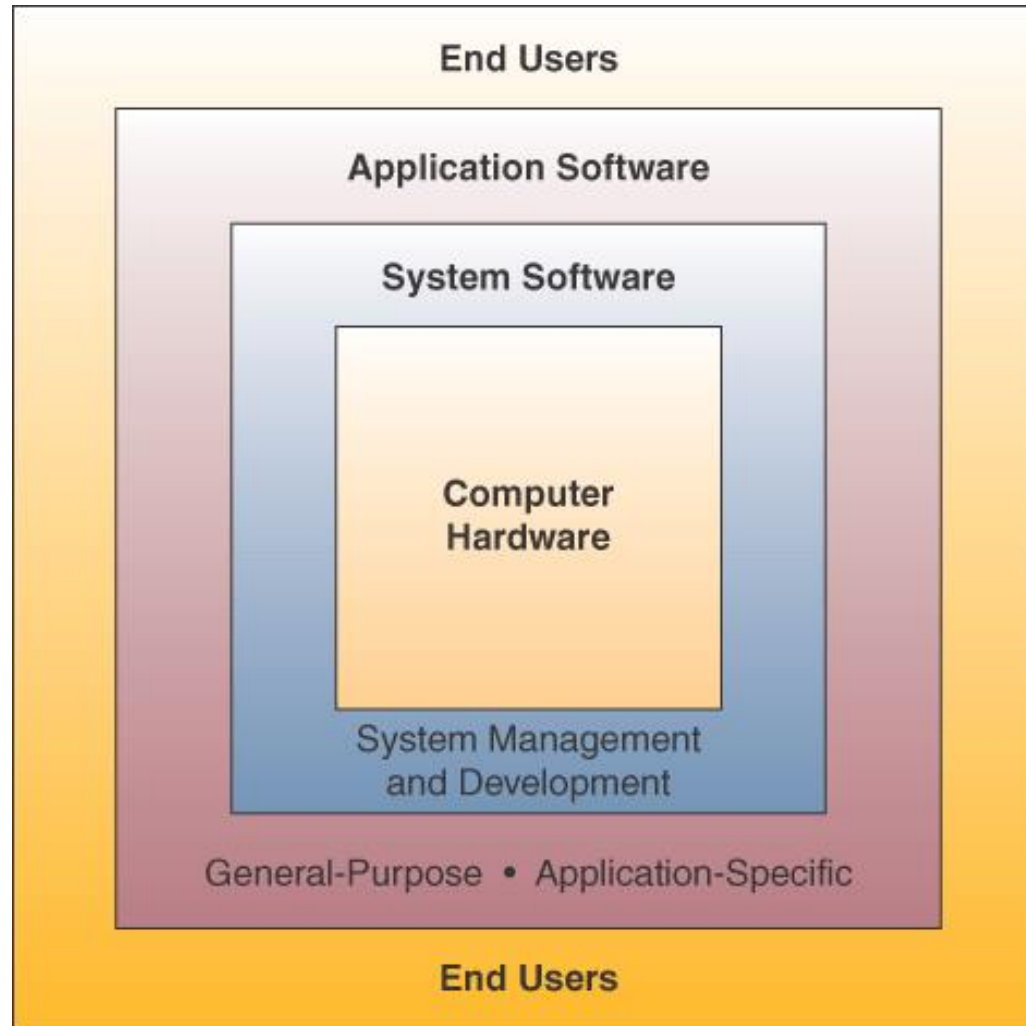 End Users
Application Software
System Software
Computer
Hardware
System Management
and Development
General-Purpose • Application-Specific
End Users